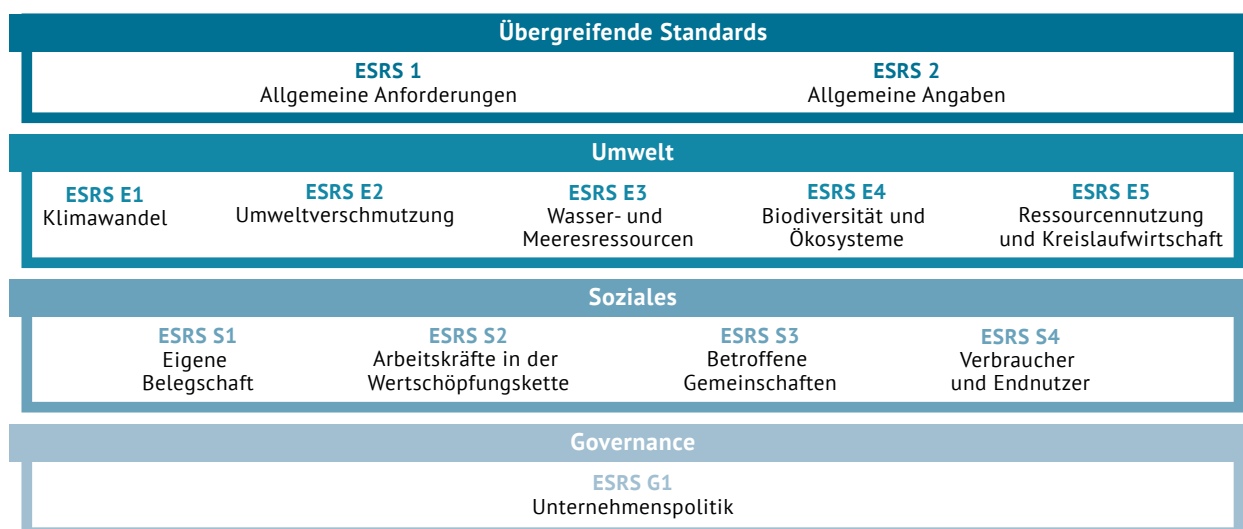 Übergreifende Standards
ESRS 1
Allgemeine Anforderungen
ESRS 2
Allgemeine Angaben
Umwelt
ESRS E1
Klimawandel
ESRS E2
Umweltverschmutzung
ESRS E3
Wasser- und
Meeresressourcen
ESRS E4
Biodiversität und
Ökosysteme
ESRS E5
Ressourcennutzung
und Kreislaufwirtschaft
Soziales
ESRS S1
Eigene
Belegschaft
ESRS S2
Arbeitskräfte in der
Wertschöpfungskette
ESRS S3
Betroffene
Gemeinschaften
ESRS S4
Verbraucher
und Endnutzer
Governance
ESRS G1
Unternehmenspolitik